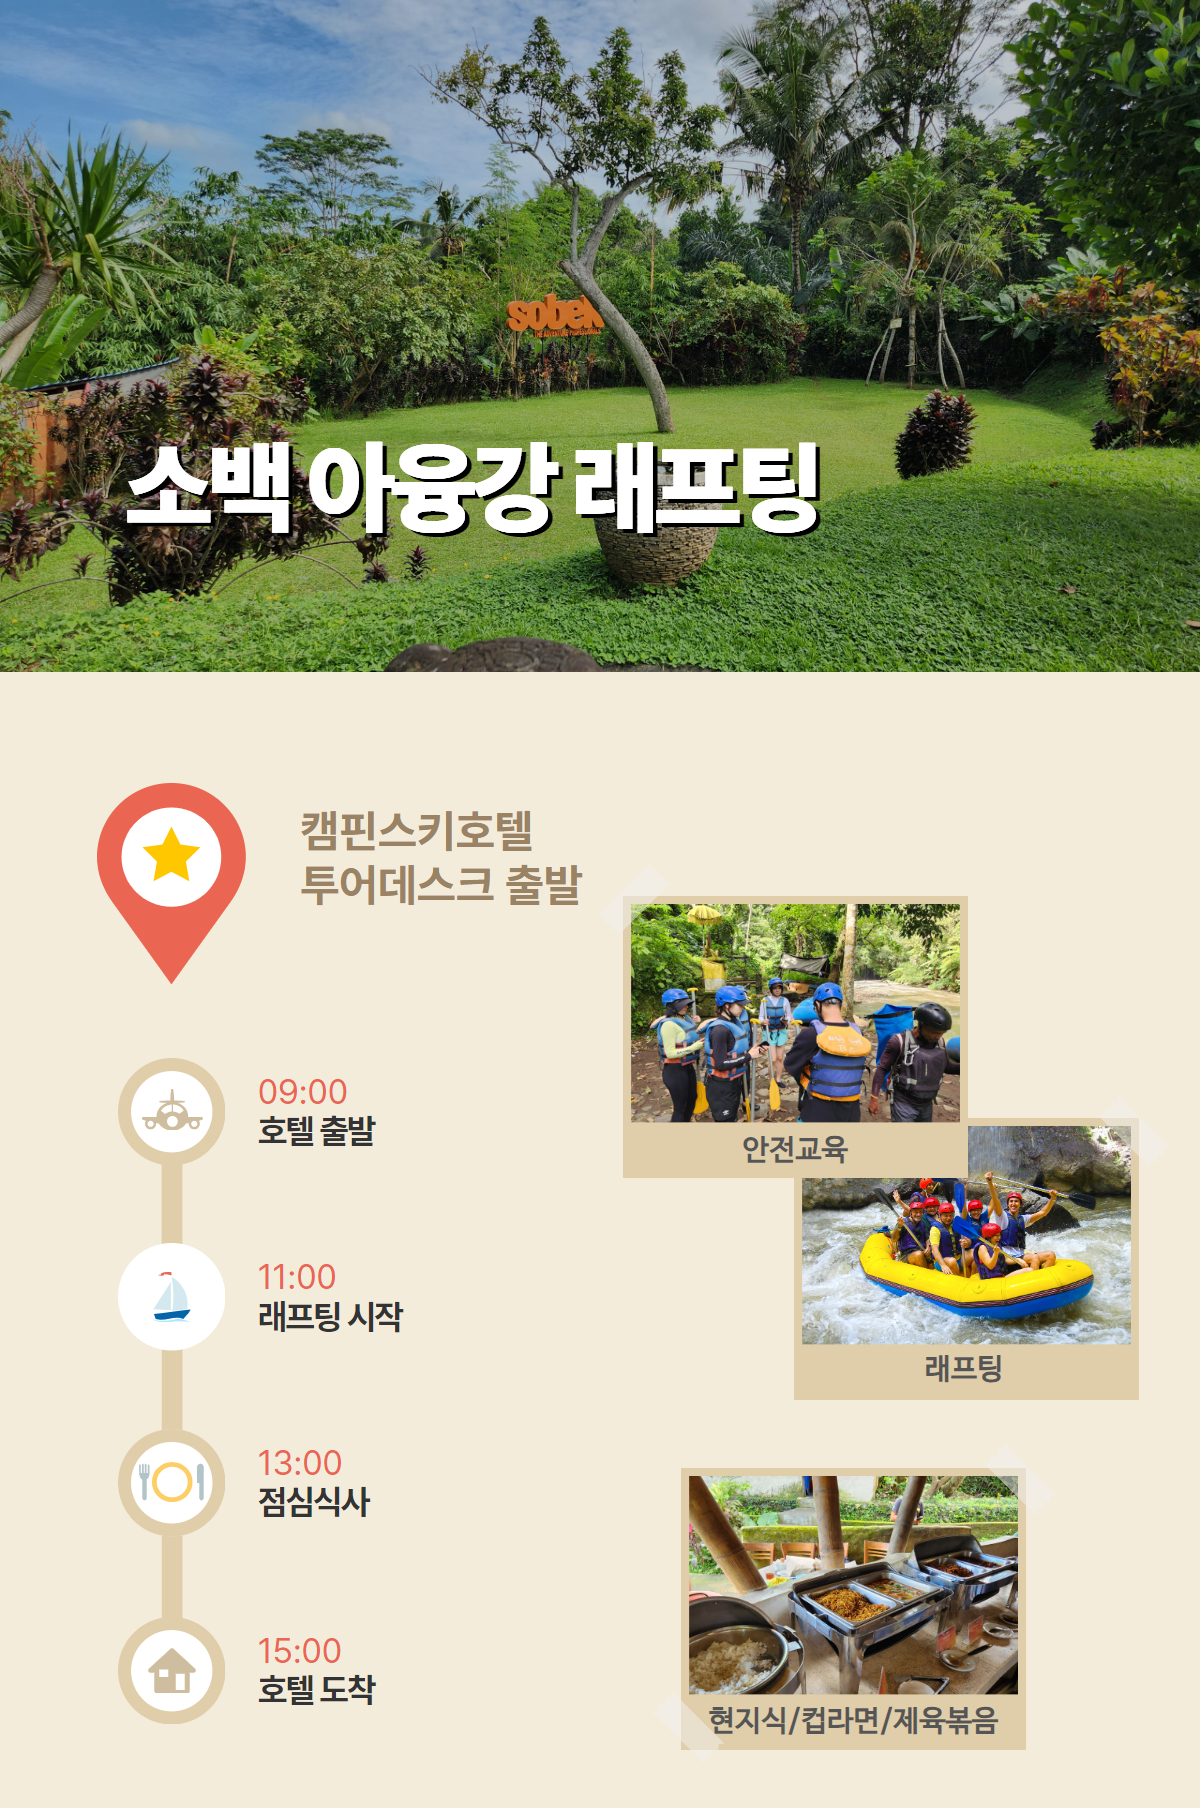 sobek
소백 아융강 래프팅
캠핀스키호텔
투어데스크 출발
09:00
호텔 출발
11:00
래프팅 시작
13:00
점심식사
15:00
호텔 도착
안전교육
래프팅
현지식/컵라면/제육볶음